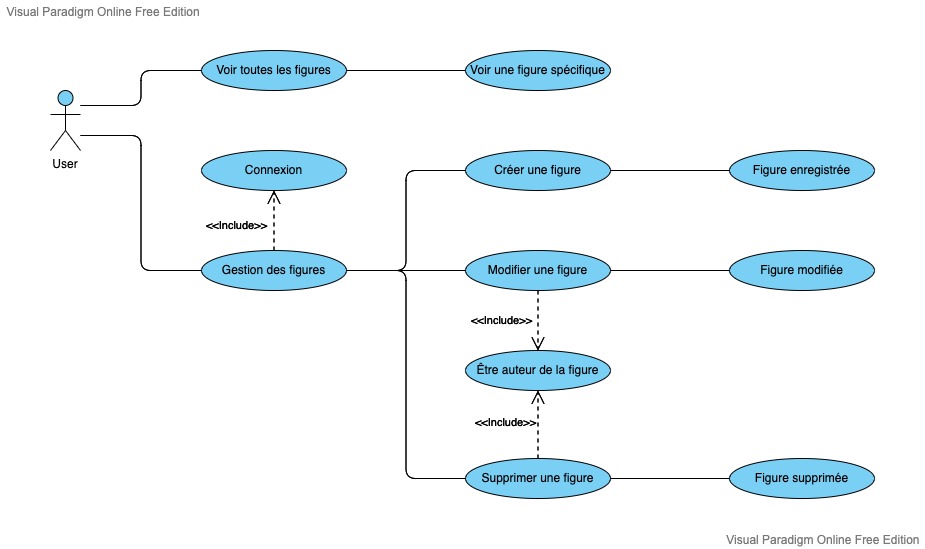 Visual Paradigm Online Free Edition
Voir toutes les figures
Voir une figure spécifique
User
Connexion
Créer une figure
Figure enregistrée
<<Include>>
Gestion des figures
Modifier une figure
Figure modifiée
<<Include>>
Être auteur de la figure
<<Include>>
Supprimer une figure
Figure supprimée
Visual Paradigm Online Free Edition